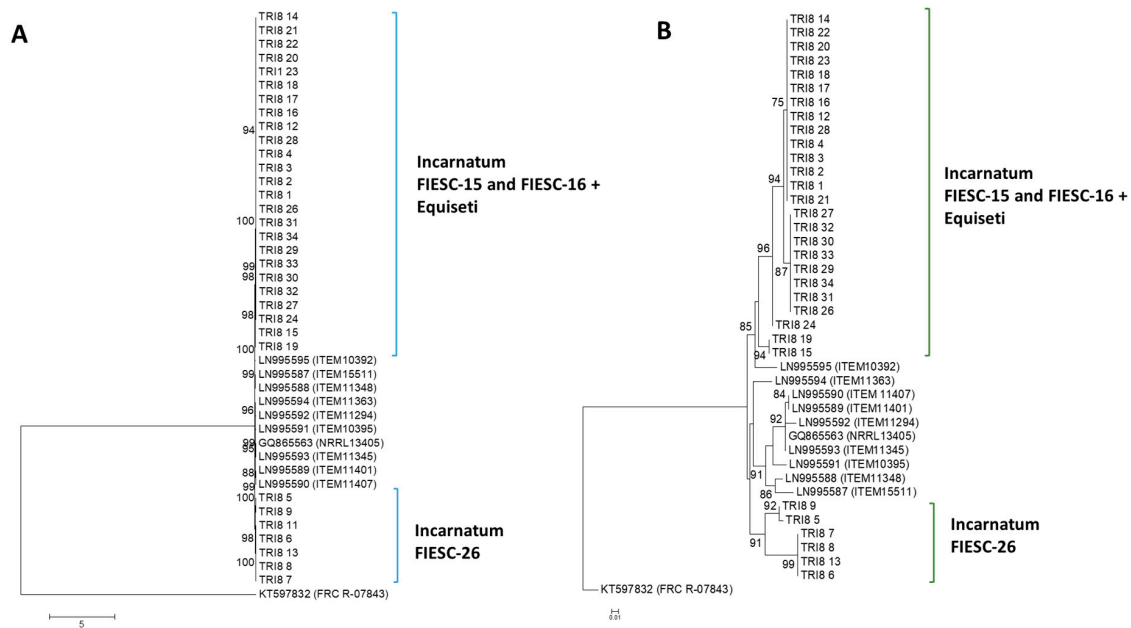 A
TRI8 14
TRI8 21
TRI8 22
TRI8 20
TRI1 23
TRI8 18
TRI8 17
TRI8 16
TRI8 12
94
TRI8 28
TRI8 4
TRI8 3
TRI8 2
TRI8 1
TRI8 26
100
TRI8 31
TRI8 34
TRI8 29
99
TRI8 33
98
TRI8 30
TRI8 32
TRI8 27
98
TRI8 24
TRI8 15
100
TRI8 19
LN995595 (ITEM10392)
99
LN995587 (ITEM15511)
LN995588 (ITEM11348)
LN995594 (ITEM11363)
96
LN995592 (ITEM11294)
LN995591 (ITEM10395)
99
GQ865563 (NRRL13405)
95
LN995593 (ITEM11345)
88
LN995589 (ITEM11401)
99
LN995590 (ITEM11407)
100
TRI8 5
TRI8 9
TRI8 11
98
TRI8 6
TRI8 13
100
TRI8 8
TRI8 7
KT597832 (FRC R-07843)
5
Incarnatum
FIESC-15 and FIESC-16 +
Equiseti
Incarnatum
FIESC-26
B
TRI8 14
TRI8 22
TRI8 20
TRI8 23
TRI8 18
TRI8 17
75
TRI8 16
TRI8 12
TRI8 28
TRI8 4
TRI8 3
TRI8 2
94
TRI8 1
TRI8 21
TRI8 27
TRI8 32
TRI8 30
96
TRI8 33
87
TRI8 29
TRI8 34
TRI8 31
TRI8 26
85
TRI8 24
TRI8 19
94
TRI8 15
LN995595 (ITEM10392)
LN995594 (ITEM11363)
84
LN995590 (ITEM 11407)
LN995589 (ITEM11401)
92
LN995592 (ITEM11294)
GQ865563 (NRRL13405)
LN995593 (ITEM11345)
LN995591 (ITEM10395)
91
LN995588 (ITEM11348)
86
LN995587 (ITEM15511)
92
TRI8 9
TRI8 5
TRI8 7
91
TRI8 8
99
TRI8 13
TRI8 6
KT597832 (FRC R-07843)
0.01
Incarnatum
FIESC-15 and FIESC-16 +
Equiseti
Incarnatum
FIESC-26